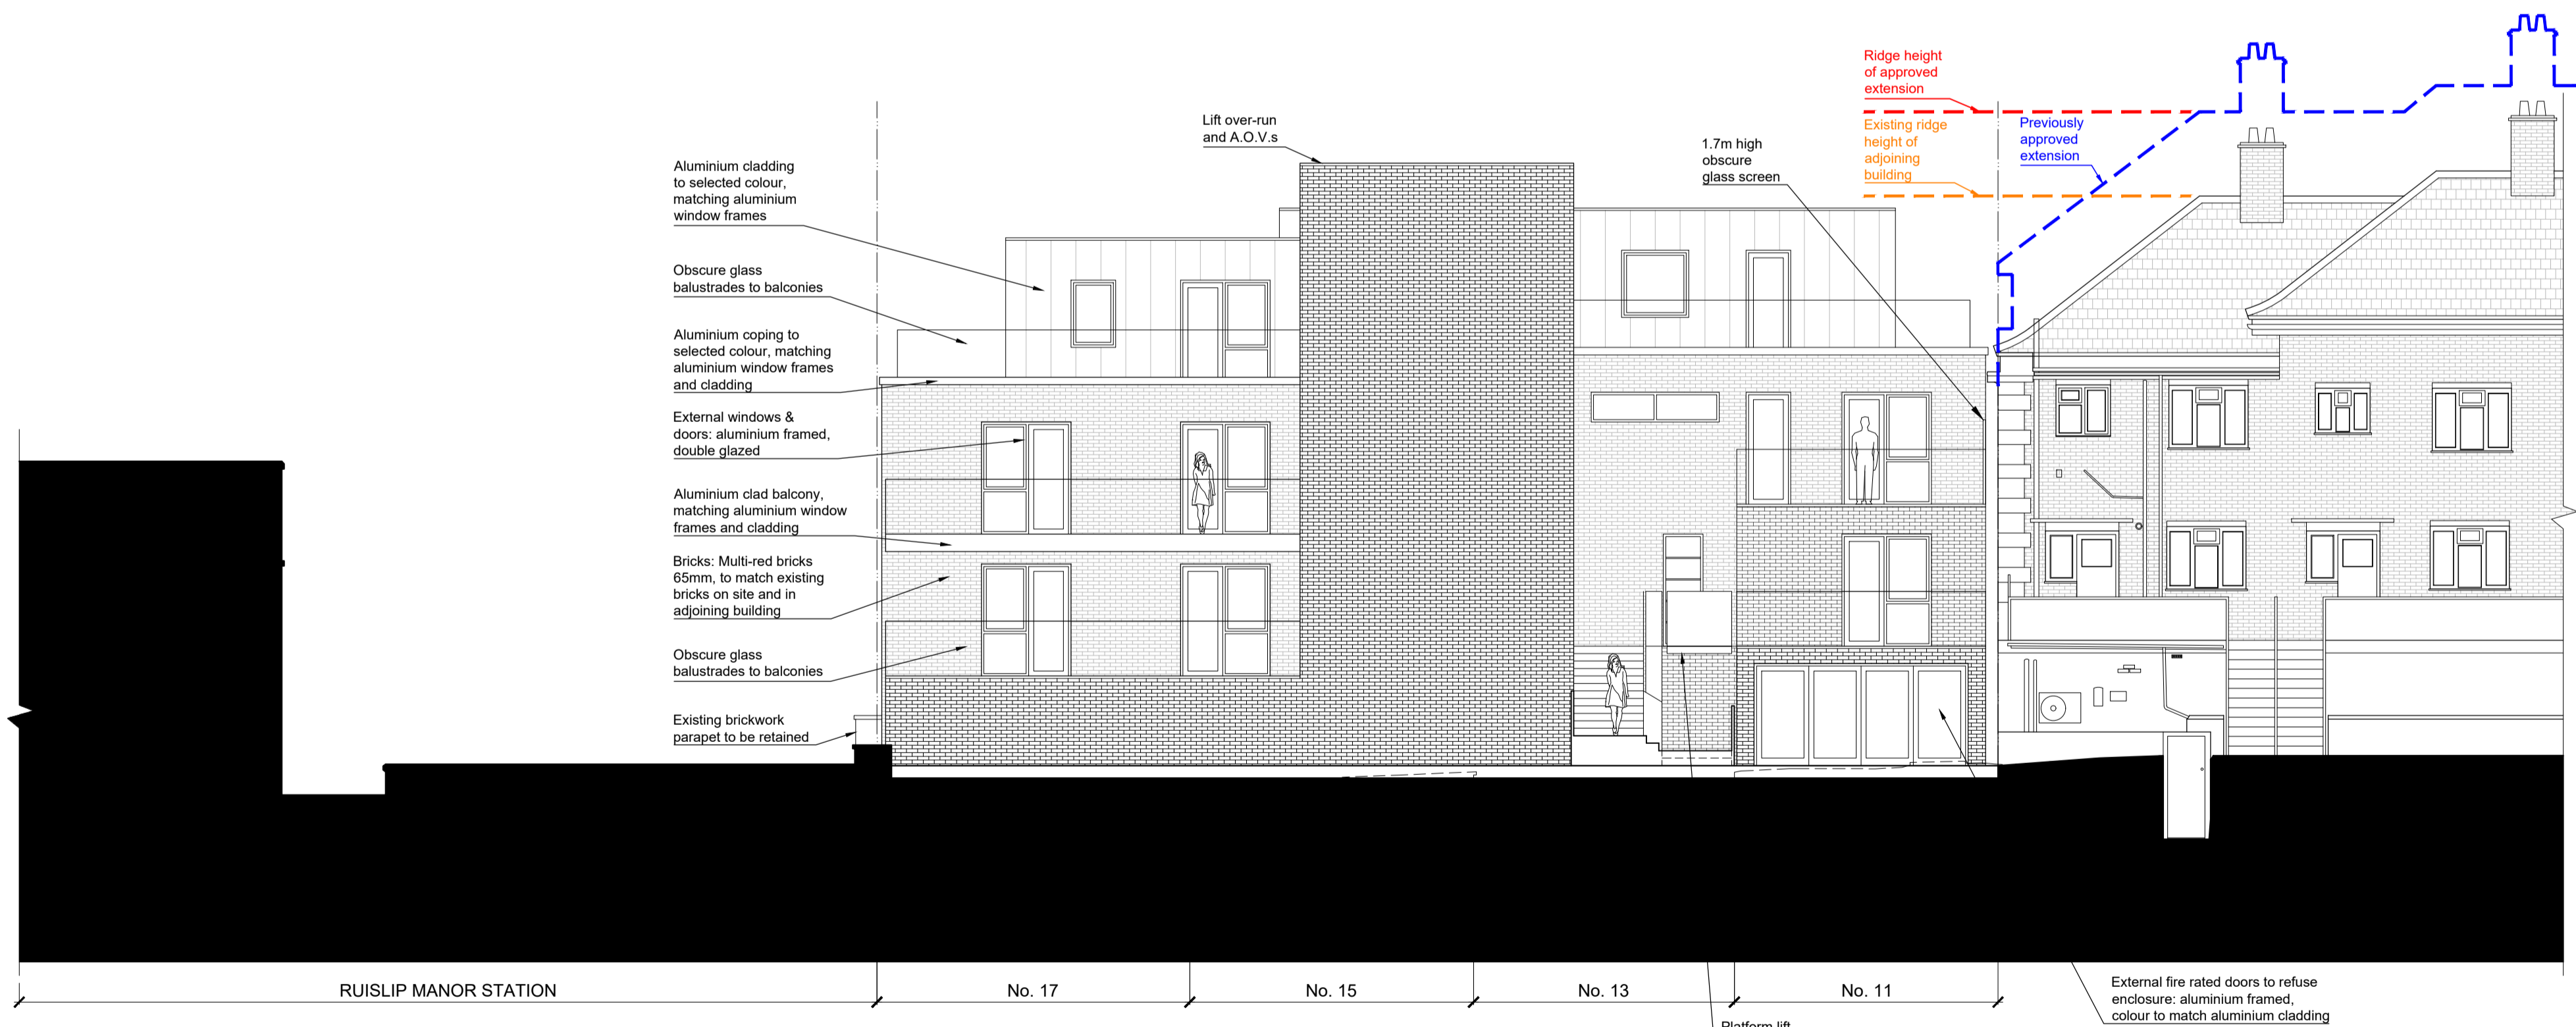 Ridge height
of approved
extension
Existing ridge
height of
adjoining
building
Previously
approved
extension
Lift over-run
and A.O.V.s
1.7m high
obscure
glass screen
Aluminium cladding
to selected colour,
matching aluminium
window frames
Obscure glass
balustrades to balconies
Aluminium coping to
selected colour, matching
aluminium window frames
and cladding
External windows &
doors: aluminium framed,
double glazed
Aluminium clad balcony,
matching aluminium window
frames and cladding
Bricks: Multi-red bricks
65mm, to match existing
bricks on site and in
adjoining building
Obscure glass
balustrades to balconies
Existing brickwork
parapet to be retained
RUISLIP MANOR STATION
No. 17
No. 15
No. 13
No. 11
External fire rated doors to refuse
enclosure: aluminium framed,
colour to match aluminium cladding
Platform lift